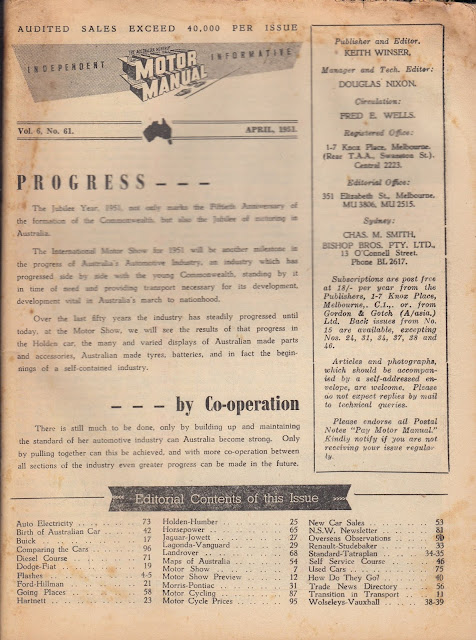 AUDITED SALES EXCEED 40,000 PER ISSUE
INDEPENDENT
THE AUSTRALIAN MONTHLY
MOTOR
MANUAL
INFORMATIVE
Vol. 6, No. 61.
APRIL, 1951.
PROGRESS — — —
The Jubilee Year, 1951, not only marks the Fiftieth Anniversary of
the formation of the Commonwealth, but also the Jubilee of motoring in
Australia.
The International Motor Show for 1951 will be another milestone in
the progress of Australia's Automotive Industry, an industry which has
progressed side by side with the young Commonwealth, standing by it
in time of need and providing transport necessary for its development,
development vital in Australia's march to nationhood.
Over the last fifty years the industry has steadily progressed until
today, at the Motor Show, we will see the results of that progress in
the Holden car, the many and varied displays of Australian made parts
and accessories, Australian made tyres, batteries, and in fact the begin-
nings of a self-contained industry.
— — — by Co-operation
There is still much to be done, only by building up and maintaining
the standard of her automotive industry can Australia become strong. Only
by pulling together can this be achieved, and with more co-operation between
all sections of the industry even greater progress can be made in the future.
Publisher and Editor,
KEITH WINSER,
Manager and Tech. Editor:
DOUGLAS NIXON.
Circulation:
FRED E. WELLS.
Registered Office:
1-7 Knox Place, Melbourne.
(Rear T.A.A., Swanston St.).
Central 2223.
Editorial Office:
351 Elizabeth St., Melbourne.
MU 3806, MU 2515.
Sydney:
CHAS. M. SMITH,
BISHOP BROS. PTY. LTD.,
13 O'Connell Street.
Phone BL 2617.
Subscriptions are post free
at 18/- per year from the
Publishers, 1-7 Knox Place,
Melbourne, C.1., or from
Gordon & Gotch (A/asia.)
Ltd. Back issues from No.
15 are available, excepting
Nos. 24, 31, 34, 37, 38 and
46.
Articles and photographs,
which should be accompan-
ied by a self-addressed en-
velope, are welcome. Please
do not expect replies by mail
to technical queries.
Please endorse all Postal
Notes "Pay Motor Manual."
Kindly notify if you are not
receiving your issue regular-
ly.
Editorial Contents of this Issue
Auto Electricity 73
Birth of Australian Car 42
Buick 17
Comparing the Cars 96
Diesel Course 71
Dodge-Fiat 19
Flashes 4-5
Ford-Hillman 21
Going Places 58
Hartnett 23
Holden-Humber 25
Horsepower 65
Jaguar-Jowett 27
Lagonda-Vanguard 29
Landrover 68
Maps of Australia 54
Motor Show 7
Motor Show Preview 12
Morris-Pontiac 31
Motor Cycling 87
Motor Cycle Prices 95
New Car Sales 53
N.S.W. Newsletter 81
Overseas Observations 50
Renault-Studebaker 33
Standard-Tatraplan 34-35
Self Service Course 46
Used Cars 75
How Do They Go? 40
Trade News Directory 56
Transition in Transport 11
Wolseleys-Vauxhall 38-39